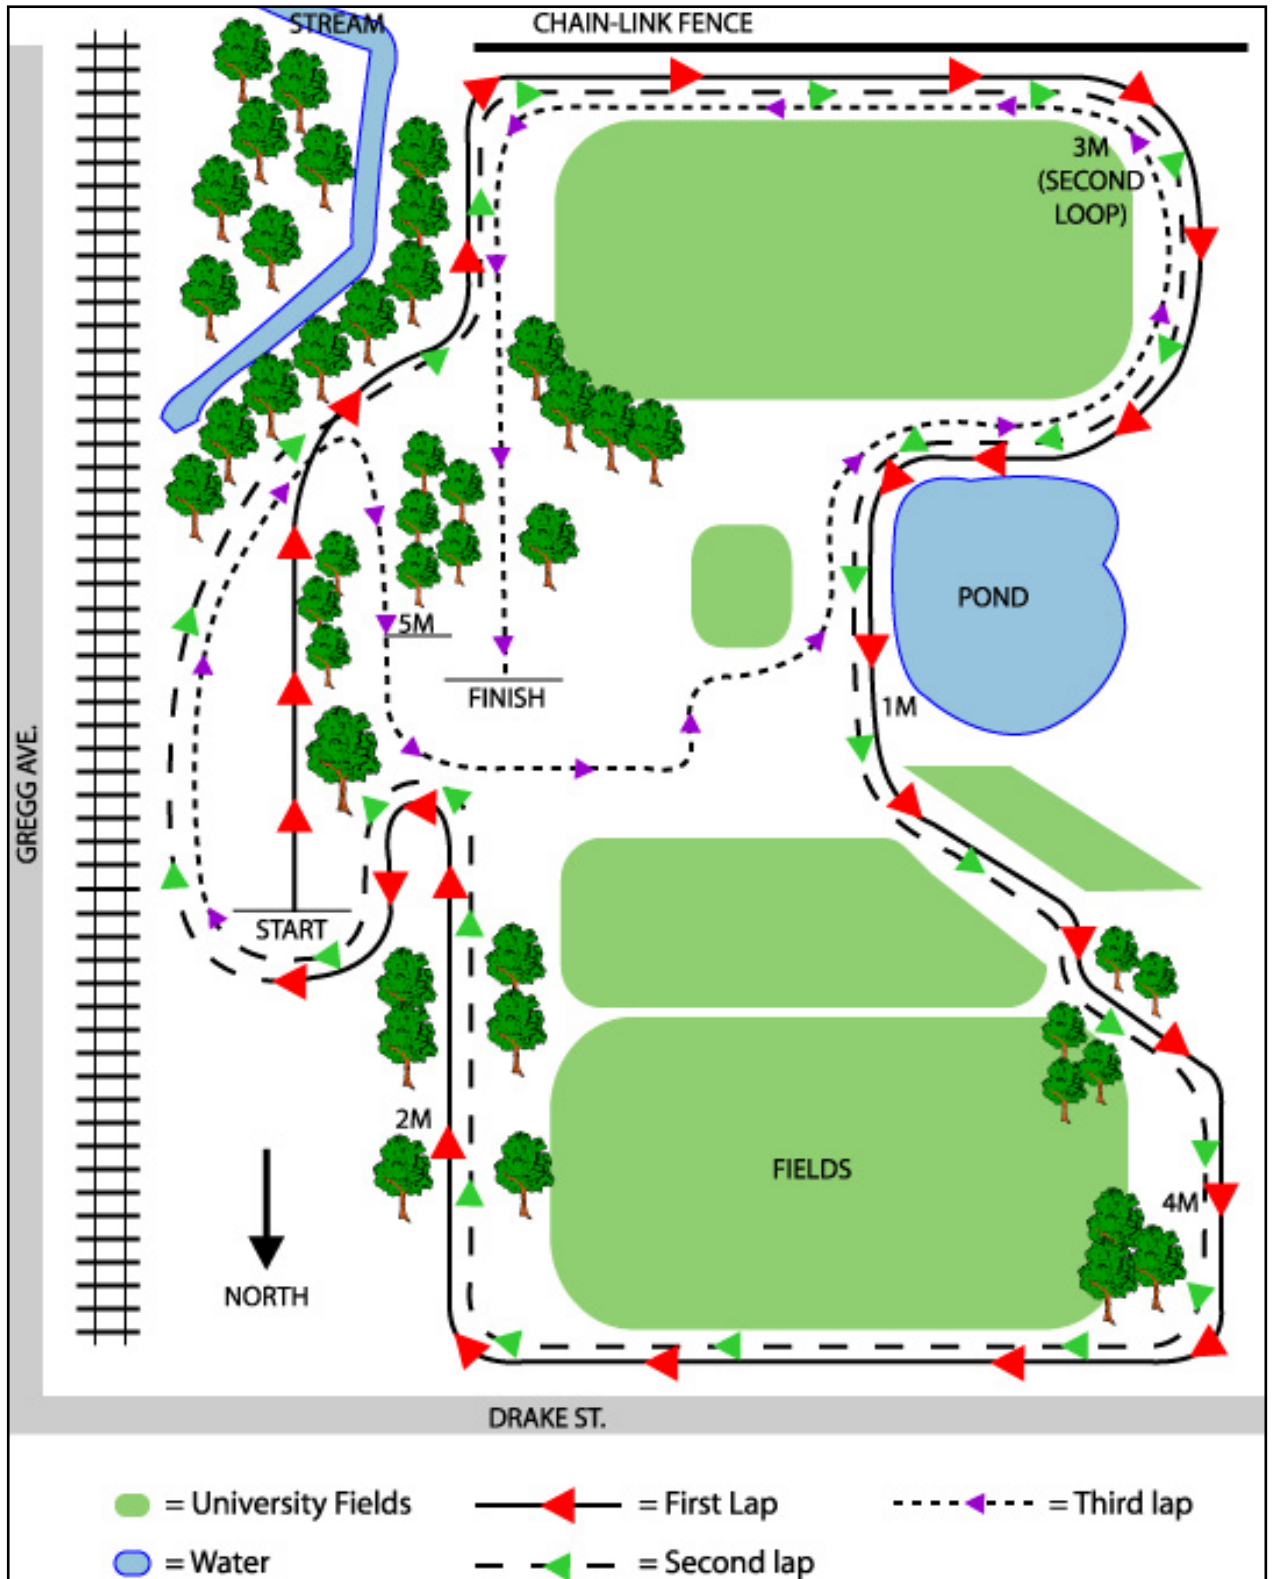 STREAM
CHAIN-LINK FENCE
3M
(SECOND
LOOP)
POND
5M
FINISH
1M
GREGG AVE.
START
2M
FIELDS
4M
NORTH
DRAKE ST.
= University Fields
= First Lap
= Third lap
= Water
= Second lap